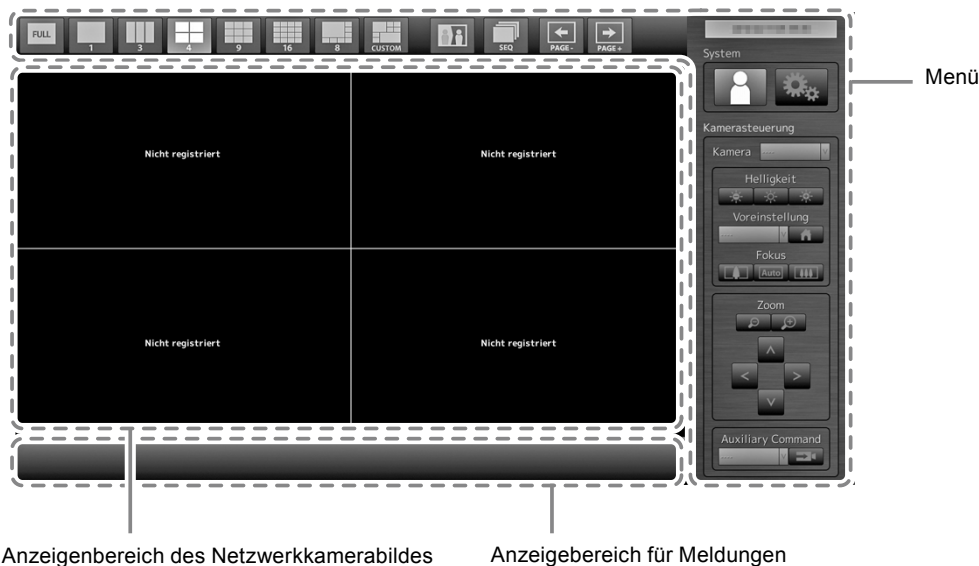 FULL
1
3
4
9
16
8
CUSTOM
SEQ
PAGE -
PAGE +
System
Menü
Kamerasteuerung
Kamera ----
Helligkeit
Voreinstellung
----
Fokus
Auto
Zoom
Auxiliary Command
----
Nicht registriert
Nicht registriert
Nicht registriert
Nicht registriert
Anzeigenbereich des Netzwerkkamerabildes
Anzeigebereich für Meldungen